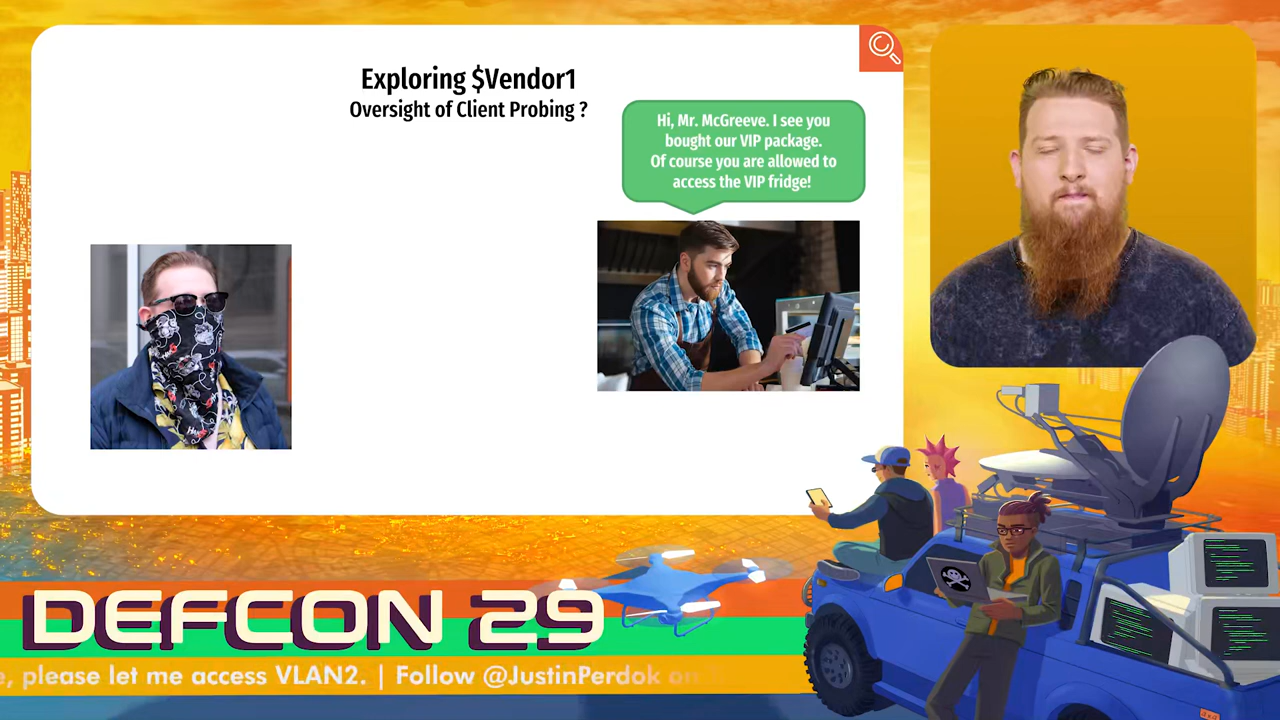 Exploring $Vendor1
Oversight of Client Probing ?
Hi, Mr. McGreeve. I see you
bought our VIP package.
Of course you are allowed to
access the VIP fridge!
DEFCON 29
please let me access VLAN2. | Follow @JustinPerdok on